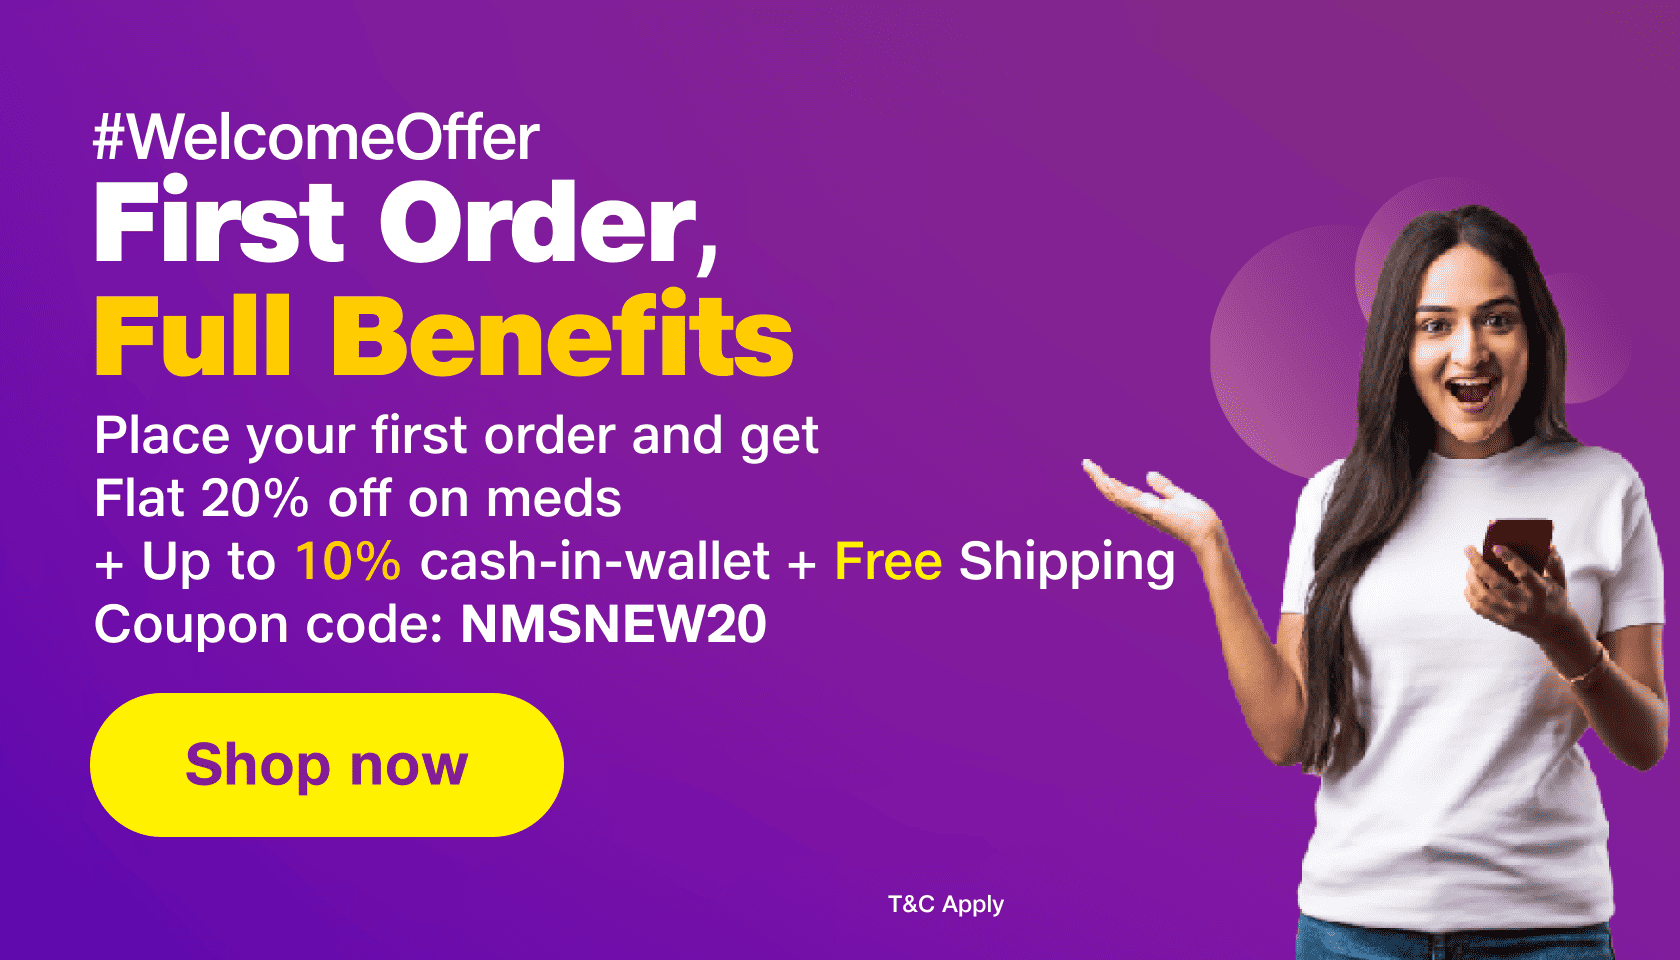 #WelcomeOffer
First Order,
Full Benefits
Place your first order and get
Flat 20% off on meds
+ Up to 10% cash-in-wallet + Free Shipping
Coupon code: NMSNEW20
Shop now
T&C Apply